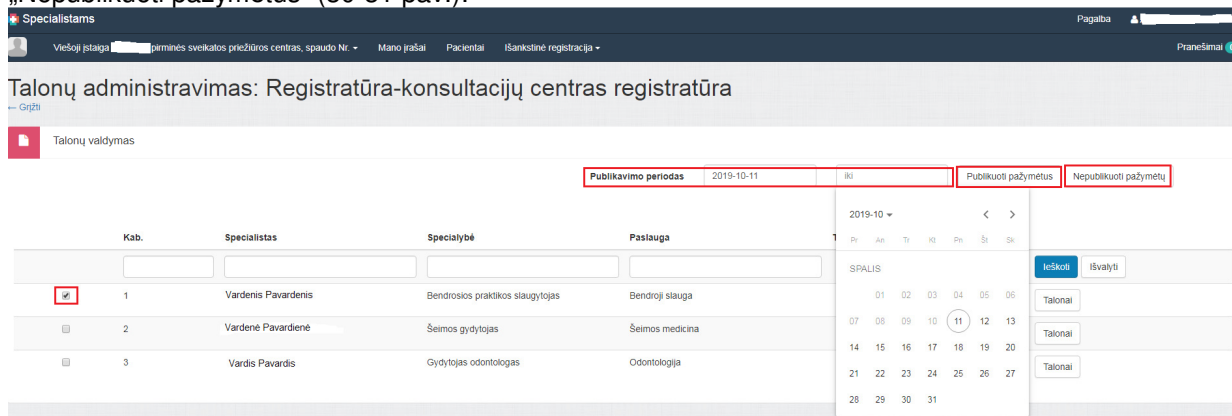 „Nepublikuoti pažymėtus“ (30-31 pav.).
Specialistams Pagalba
Viešoji įstaiga pirminės sveikatos priežiūros centras, spaudo Nr. Mano įrašai Pacientai Išankstinė registracija Pranešimai
Talonų administravimas: Registratūra-konsultacijų centras registratūra
← Grįžti
Talonų valdymas
Publikavimo periodas 2019-10-11 iki Publikuoti pažymėtus Nepublikuoti pažymėtų
2019-10
Kab. Specialistas Specialybė Paslauga
Pr An Tr Kt Pn Št Sk
SPALIS Ieškoti Išvalyti
1 Vardenis Pavardenis Bendrosios praktikos slaugytojas Bendroji slauga 01 02 03 04 05 06 Talonai
2 Vardenė Pavardienė Šeimos gydytojas Šeimos medicina 07 08 09 10 11 12 13 Talonai
14 15 16 17 18 19 20
3 Vardis Pavardis Gydytojas odontologas Odontologija 21 22 23 24 25 26 27 Talonai
28 29 30 31